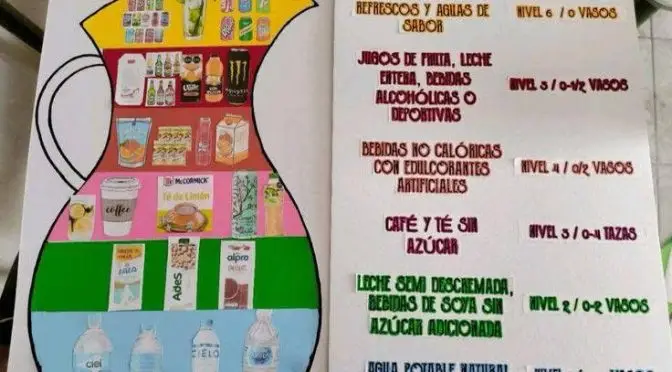 REFRESCOS Y AGUAS DE
SABOR
NIVEL 6 / 0 VASOS
JUGOS DE FRUTA, LECHE
ENTERA, BEBIDAS
ALCOHÓLICAS O
DEPORTIVAS
NIVEL 5 / 0-1/2 VASOS
BEBIDAS NO CALÓRICAS
CON EDULCORANTES
ARTIFICIALES
NIVEL 4 / 0/2 VASOS
CAFÉ Y TÉ SIN
AZÚCAR
NIVEL 3 / 0-4 TAZAS
LECHE SEMI DESCREMADA,
BEBIDAS DE SOYA SIN
AZÚCAR ADICIONADA
NIVEL 2 / 0-2 VASOS
AGUA POTABLE NATURAL
VASOS
coffee
McCORMICK
Té de Limón
LALA
AdeS
alpro
ciel
CIELO